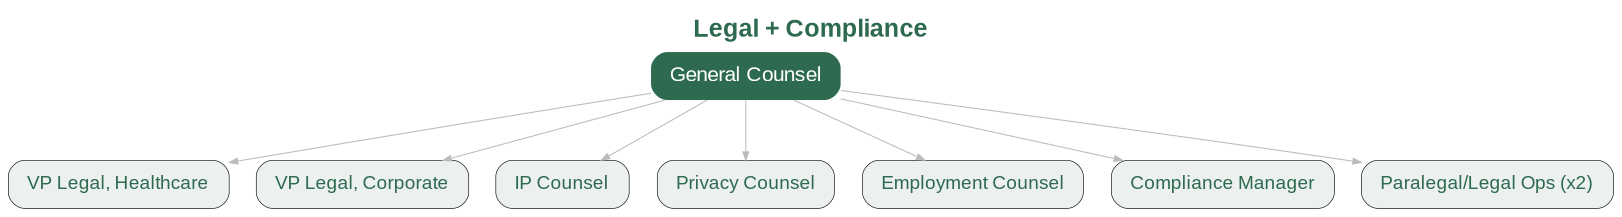 Legal + Compliance
General Counsel
VP Legal, Healthcare
VP Legal, Corporate
IP Counsel
Privacy Counsel
Employment Counsel
Compliance Manager
Paralegal/Legal Ops (x2)